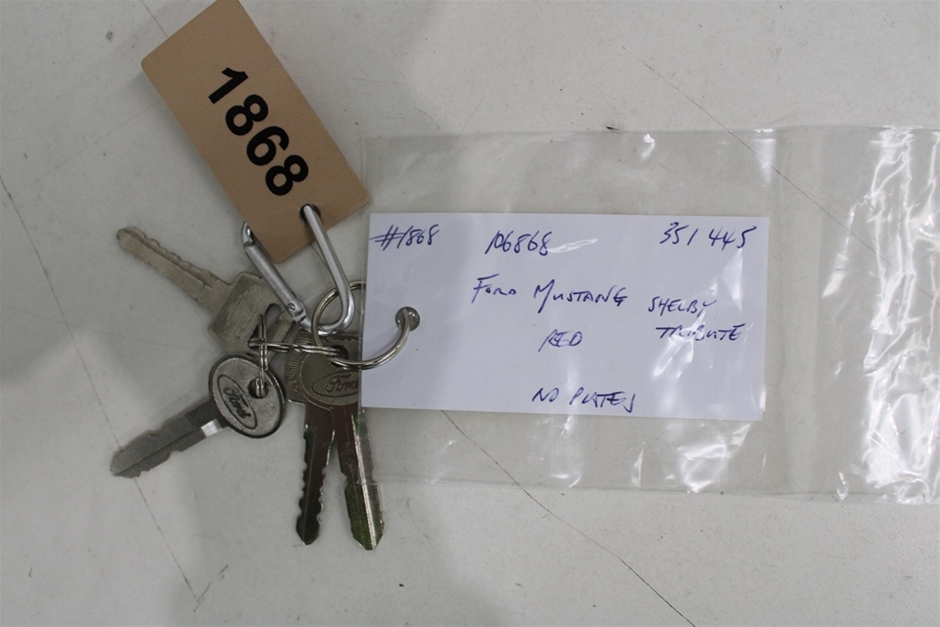 1868
#1868 106868 351 445
FORD MUSTANG SHELBY
RED TRIBUTE
NO PLATES
Ford
Ford